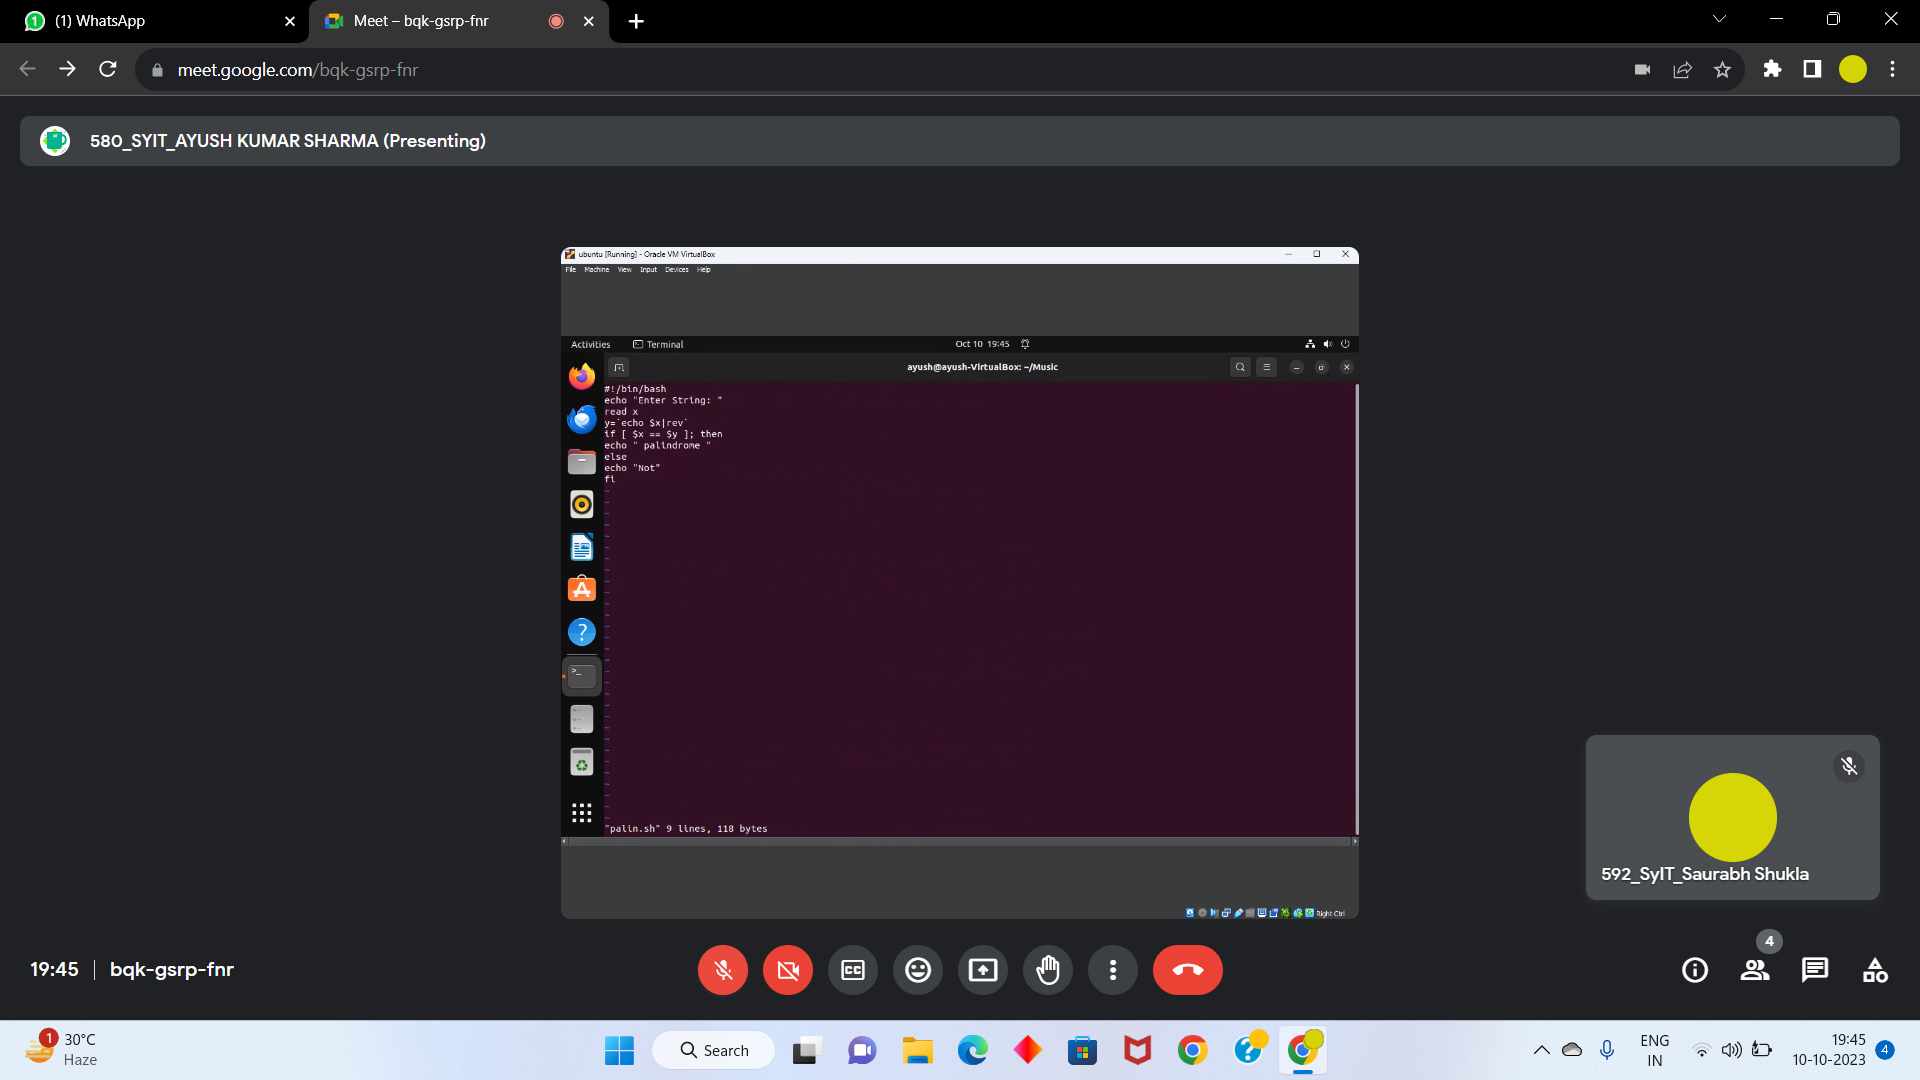 (1) WhatsApp
Meet – bqk-gsrp-fnr
meet.google.com/bqk-gsrp-fnr
580_SYIT_AYUSH KUMAR SHARMA (Presenting)
ubuntu [Running] - Oracle VM VirtualBox
File Machine View Input Devices Help
Activities Terminal Oct 10 19:45
ayush@ayush-VirtualBox: ~/Music
#!/bin/bash
echo "Enter String: "
read x
y=`echo $x|rev`
if [ $x == $y ]; then
echo " palindrome "
else
echo "Not"
fi
"palin.sh" 9 lines, 118 bytes
Right Ctrl
592_SyIT_Saurabh Shukla
19:45 | bqk-gsrp-fnr
CC
4
1
30°C
Haze
Search
ENG
IN
19:45
10-10-2023
4